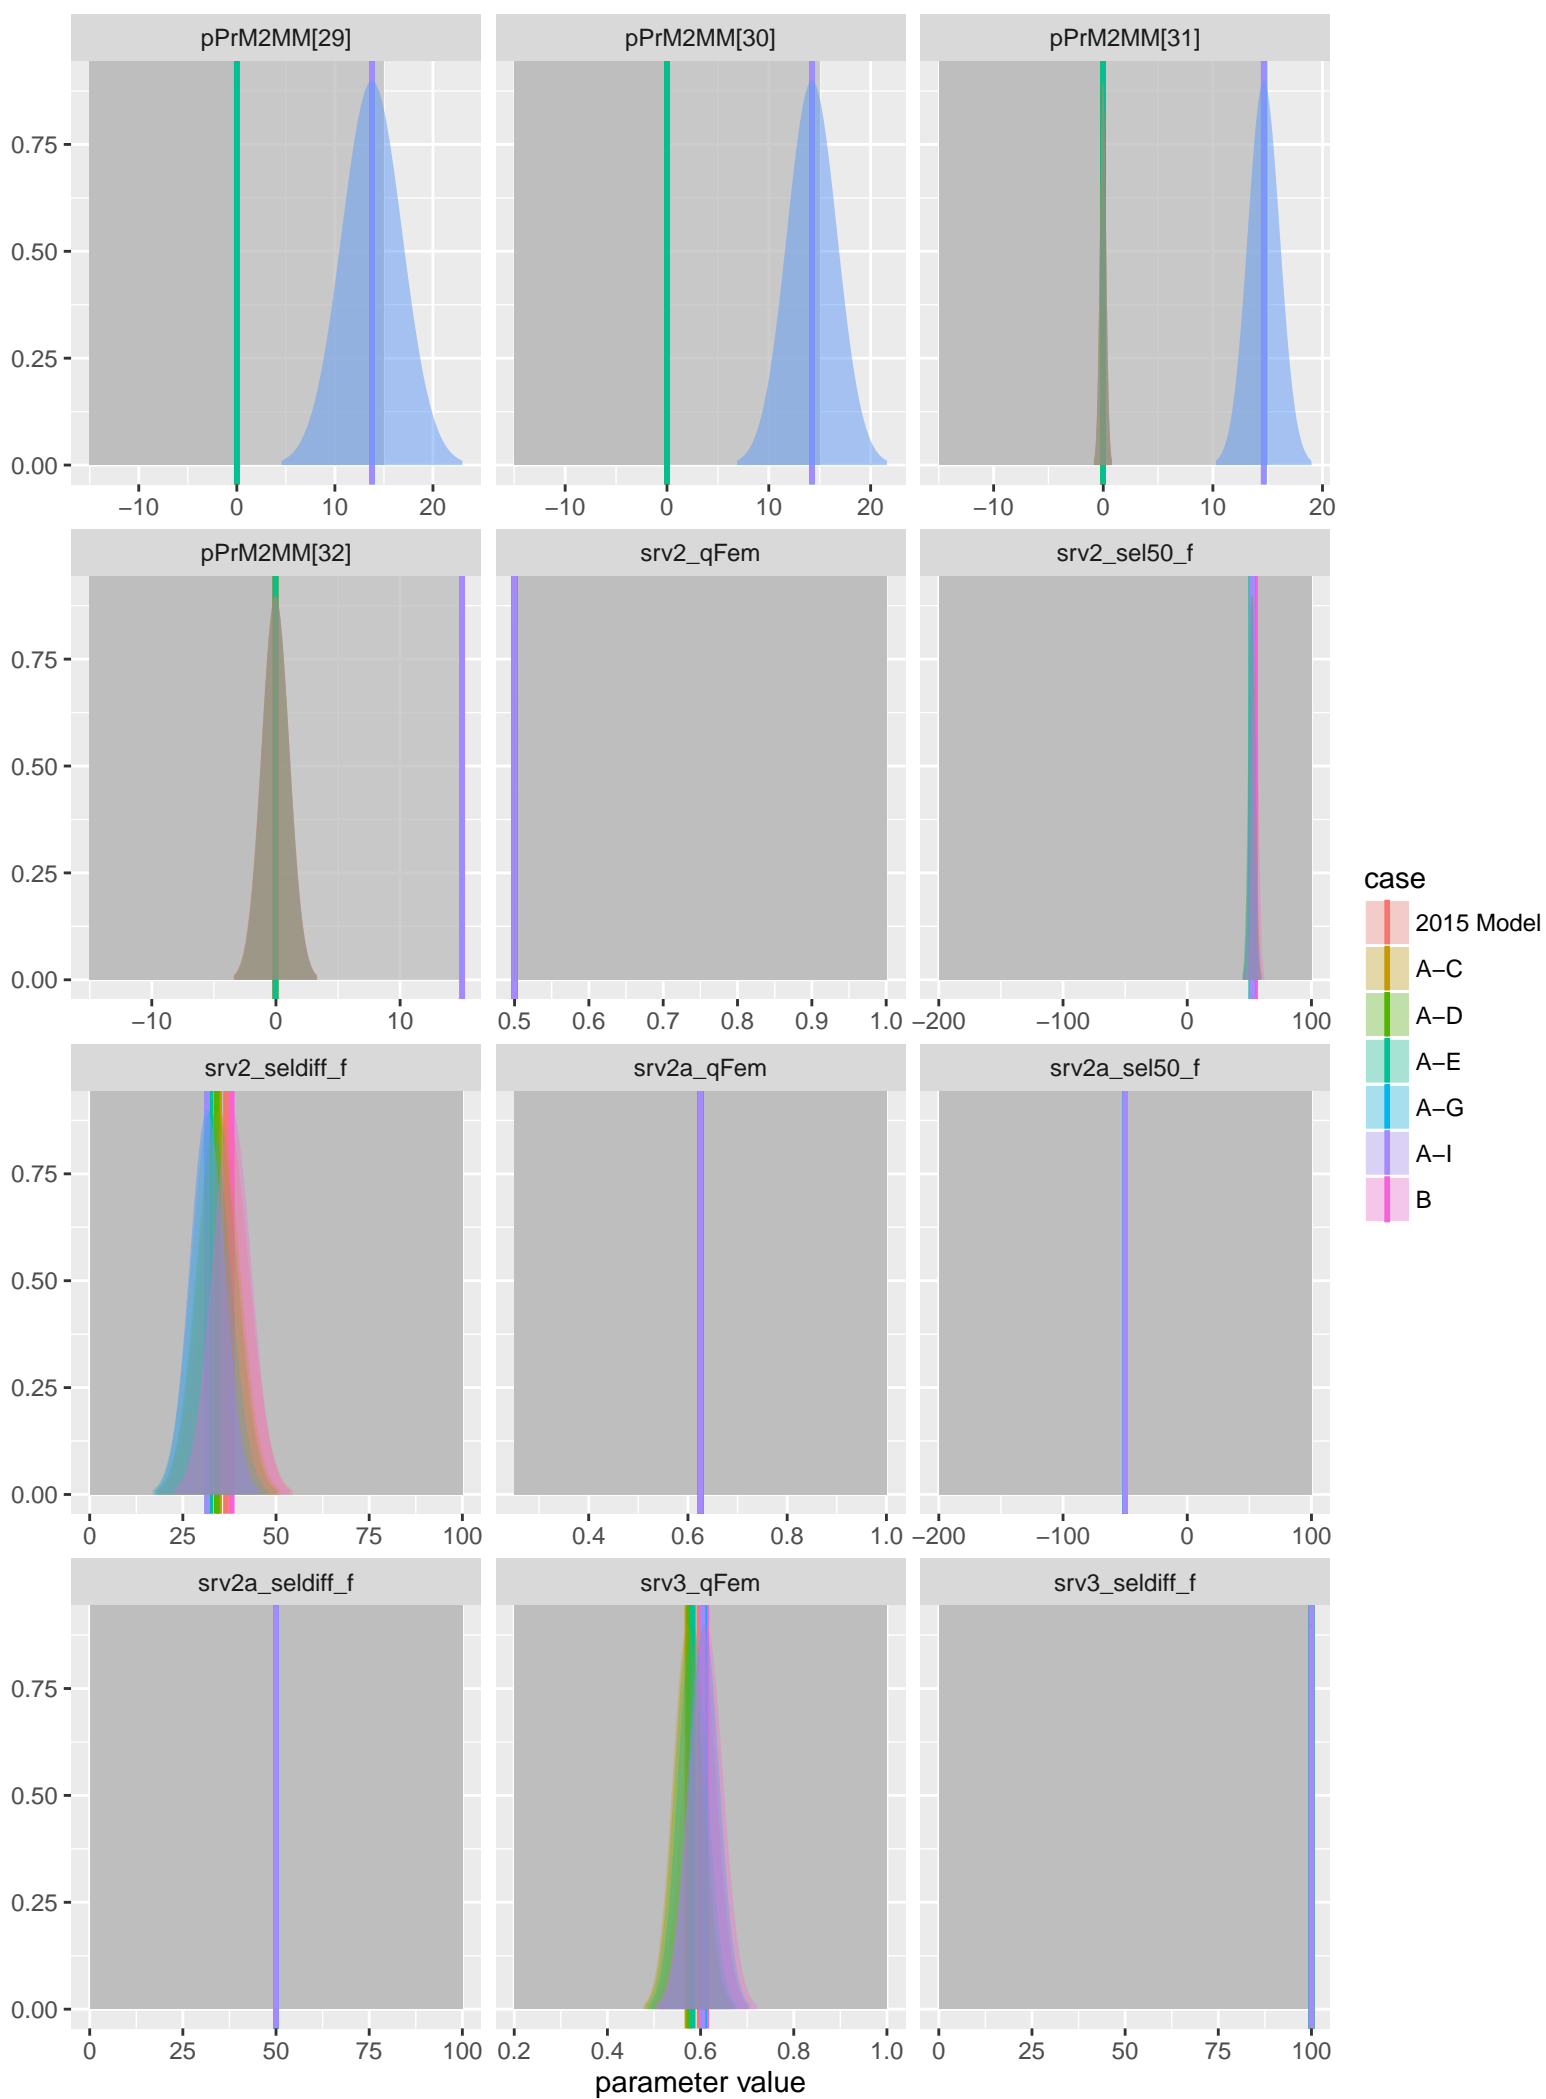 pPrM2MM[29] pPrM2MM[30] pPrM2MM[31]
0.75
0.50
0.25
0.00
−10 0 10 20 −10 0 10 20 −10 0 10 20
pPrM2MM[32] srv2_qFem srv2_sel50_f
0.75
0.50
0.25
0.00
−10 0 10 0.5 0.6 0.7 0.8 0.9 1.0 −200 −100 0 100
srv2_seldiff_f srv2a_qFem srv2a_sel50_f
0.75
0.50
0.25
0.00
0 25 50 75 100 0.4 0.6 0.8 1.0 −200 −100 0 100
srv2a_seldiff_f srv3_qFem srv3_seldiff_f
0.75
0.50
0.25
0.00
0 25 50 75 100 0.2 0.4 0.6 0.8 1.0 0 25 50 75 100
parameter value
case
2015 Model
A−C
A−D
A−E
A−G
A−I
B